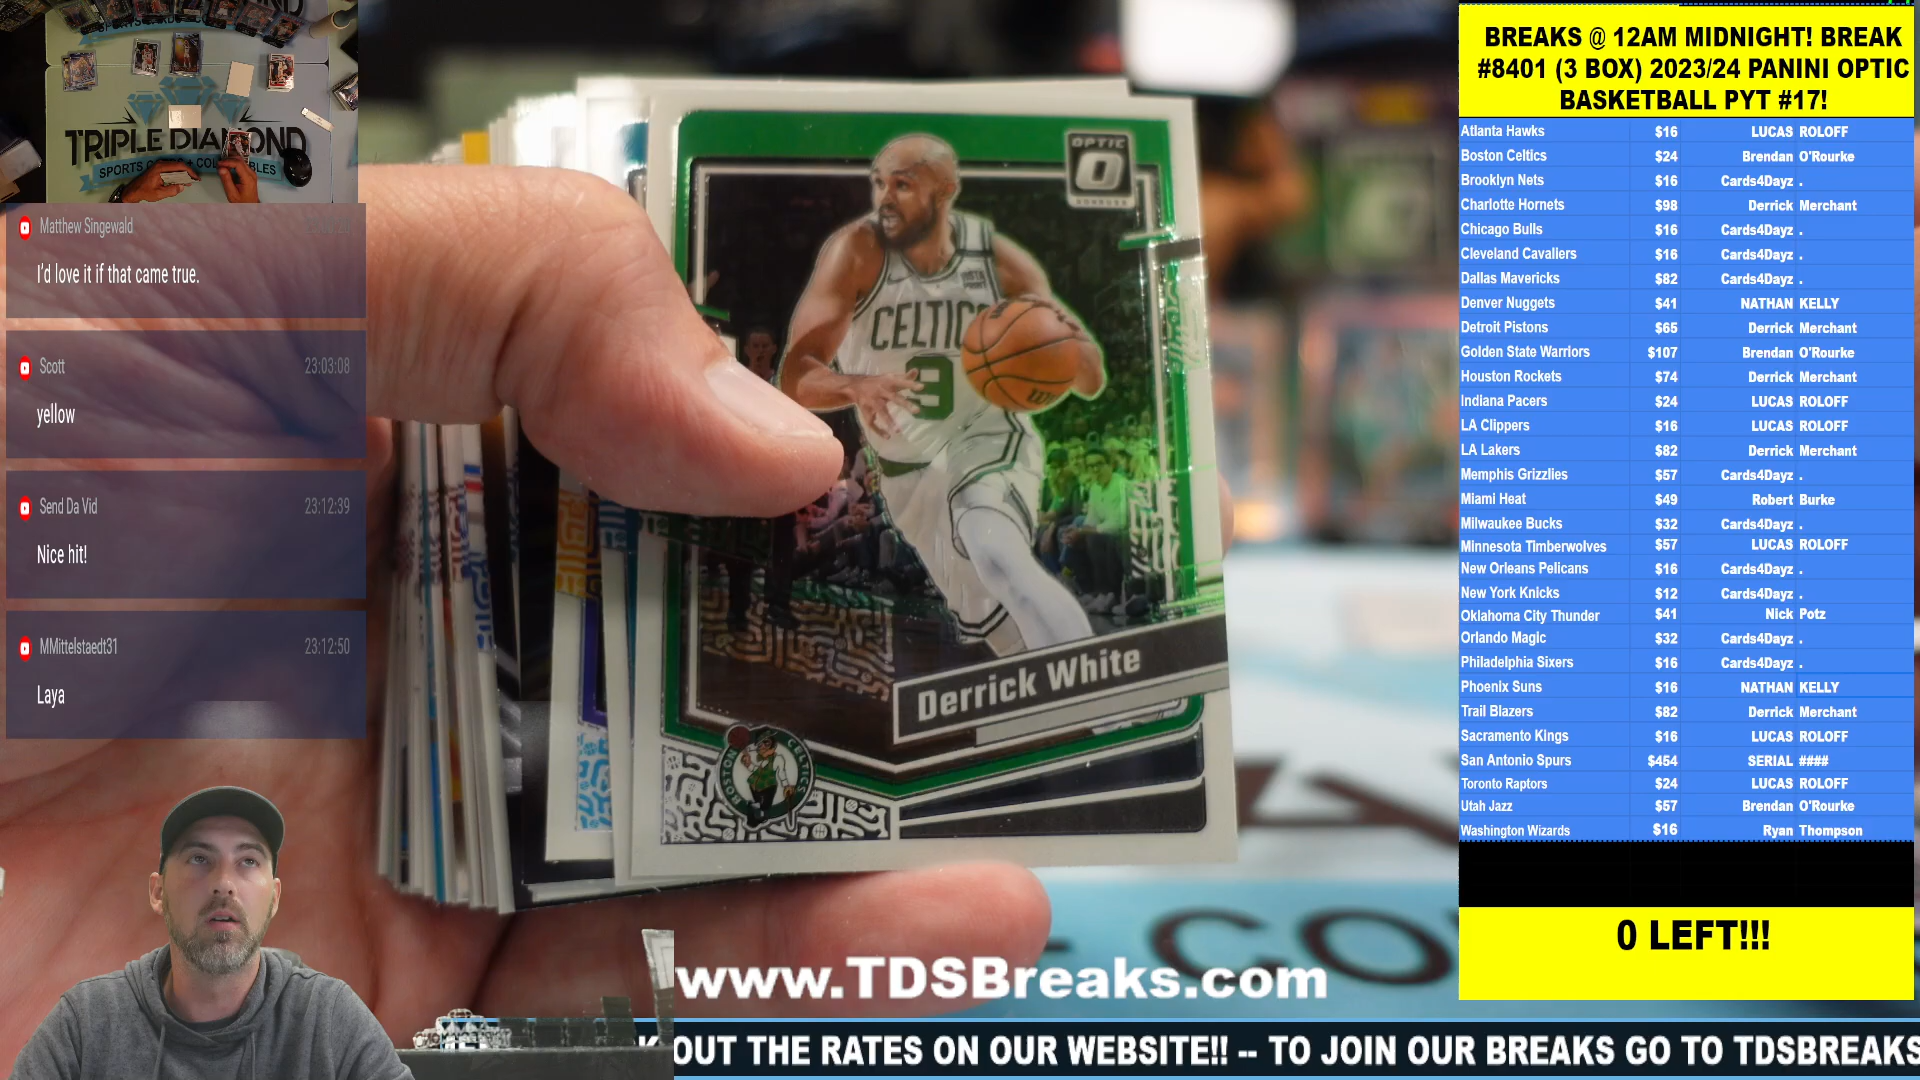 TRIPLE DIAMOND
SPORTS CARDS + COLLECTIBLES
Matthew Singewald
I'd love it if that came true.
Scott 23:03:08
yellow
Send Da Vid 23:12:39
Nice hit!
MMittelstaedt31 23:12:50
Laya
OPTIC
DONRUSS
CELTICS
9
Derrick White
BOSTON CELTICS
www.TDSBreaks.com
OUT THE RATES ON OUR WEBSITE!! -- TO JOIN OUR BREAKS GO TO TDSBREAKS
BREAKS @ 12AM MIDNIGHT! BREAK
#8401 (3 BOX) 2023/24 PANINI OPTIC
BASKETBALL PYT #17!
Atlanta Hawks $16 LUCAS ROLOFF
Boston Celtics $24 Brendan O'Rourke
Brooklyn Nets $16 Cards4Dayz .
Charlotte Hornets $98 Derrick Merchant
Chicago Bulls $16 Cards4Dayz .
Cleveland Cavallers $16 Cards4Dayz .
Dallas Mavericks $82 Cards4Dayz .
Denver Nuggets $41 NATHAN KELLY
Detroit Pistons $65 Derrick Merchant
Golden State Warriors $107 Brendan O'Rourke
Houston Rockets $74 Derrick Merchant
Indiana Pacers $24 LUCAS ROLOFF
LA Clippers $16 LUCAS ROLOFF
LA Lakers $82 Derrick Merchant
Memphis Grizzlies $57 Cards4Dayz .
Miami Heat $49 Robert Burke
Milwaukee Bucks $32 Cards4Dayz .
Minnesota Timberwolves $57 LUCAS ROLOFF
New Orleans Pelicans $16 Cards4Dayz .
New York Knicks $12 Cards4Dayz .
Oklahoma City Thunder $41 Nick Potz
Orlando Magic $32 Cards4Dayz .
Philadelphia Sixers $16 Cards4Dayz .
Phoenix Suns $16 NATHAN KELLY
Trail Blazers $82 Derrick Merchant
Sacramento Kings $16 LUCAS ROLOFF
San Antonio Spurs $454 SERIAL ####
Toronto Raptors $24 LUCAS ROLOFF
Utah Jazz $57 Brendan O'Rourke
Washington Wizards $16 Ryan Thompson
0 LEFT!!!